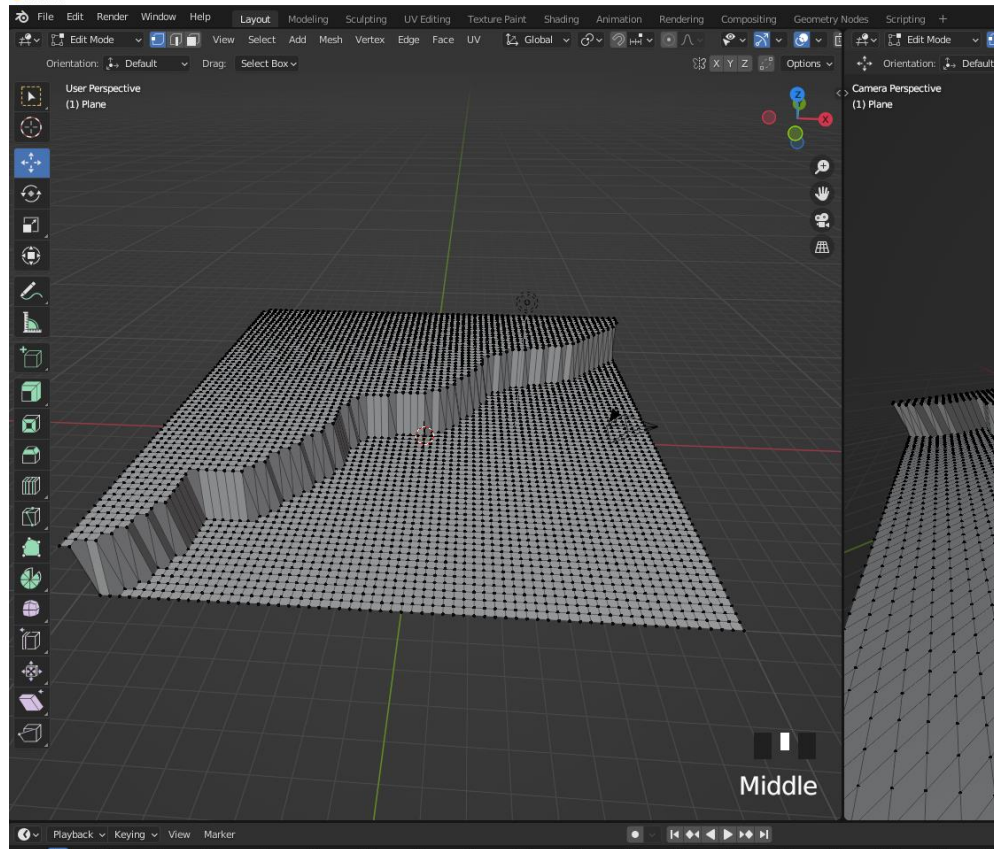 File Edit Render Window Help Layout Modeling Sculpting UV Editing Texture Paint Shading Animation Rendering Compositing Geometry Nodes Scripting +
Edit Mode View Select Add Mesh Vertex Edge Face UV Global Edit Mode
Orientation: Default Drag: Select Box X Y Z Options Orientation: Default
User Perspective Camera Perspective
(1) Plane (1) Plane
Z
Y
X
Middle
Playback Keying View Marker